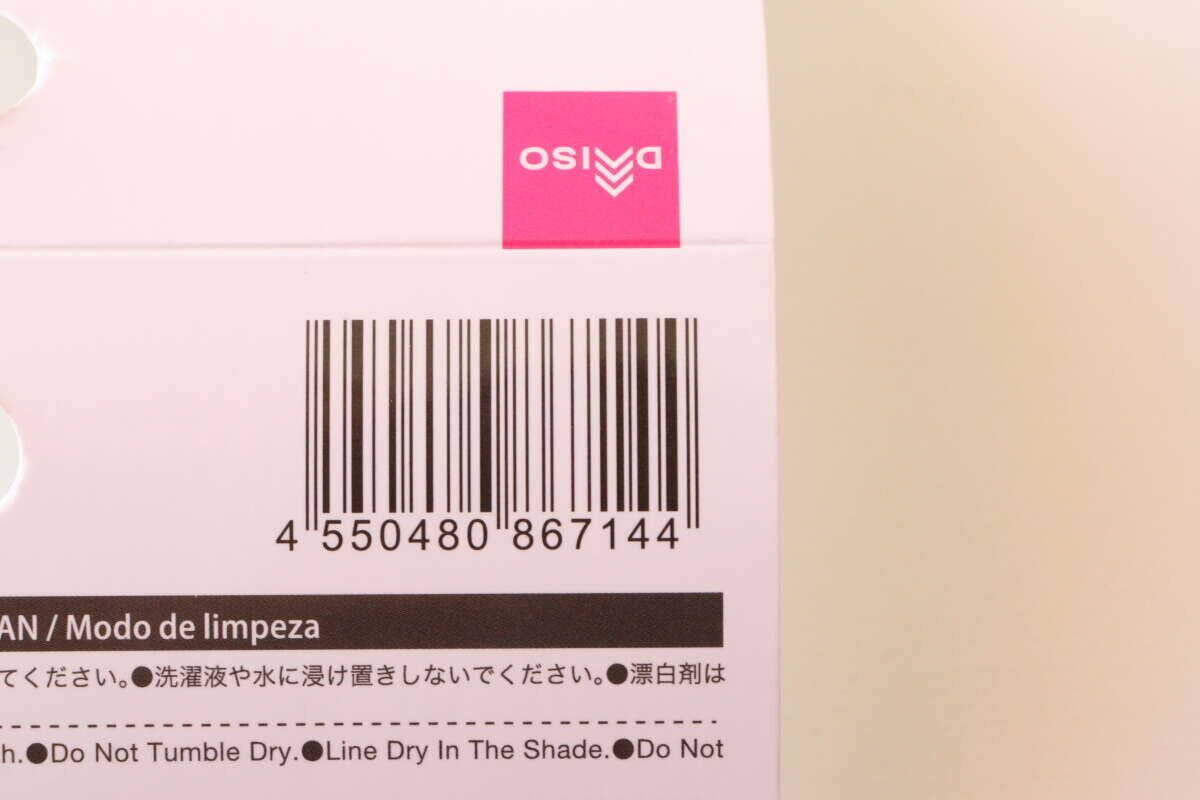 DAISO
4 550480 867144
AN / Modo de limpeza
てください。●洗濯液や水に浸け置きしないでください。●漂白剤は
h.●Do Not Tumble Dry.●Line Dry In The Shade.●Do Not